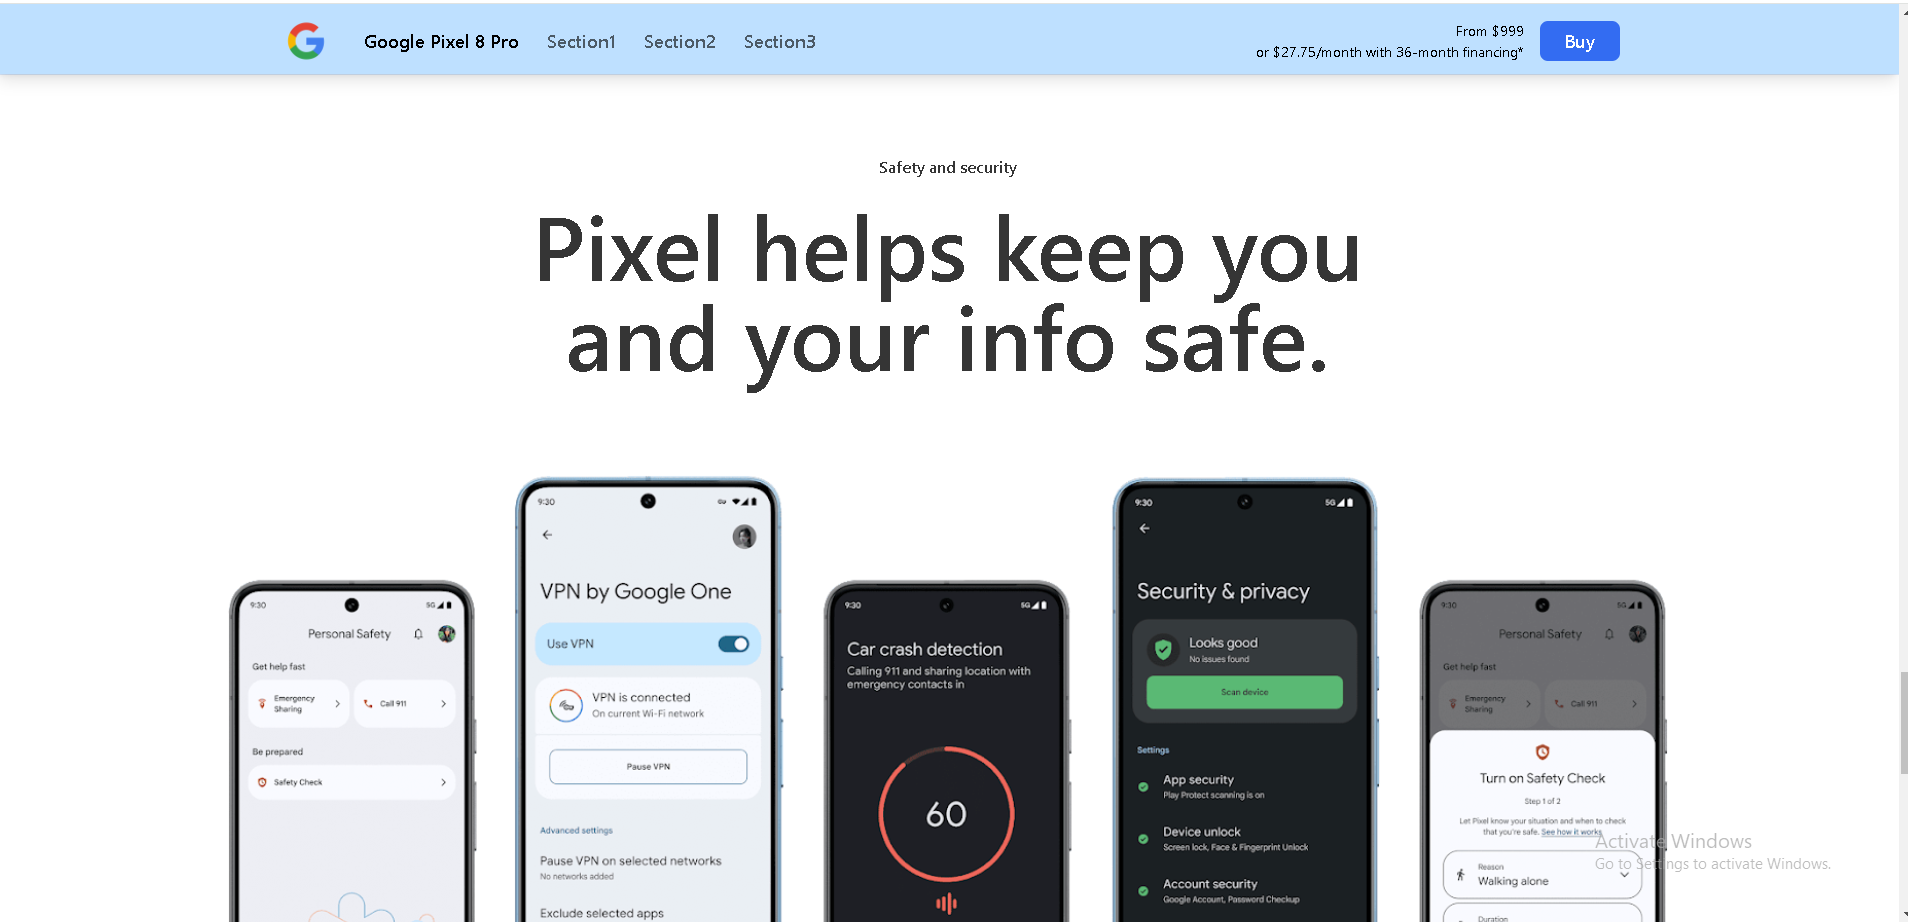 Google Pixel 8 Pro
Section1
Section2
Section3
From $999
or $27.75/month with 36-month financing*
Buy
Safety and security
Pixel helps keep you
and your info safe.
9:30
5G
Personal Safety
Get help fast
Emergency
Sharing
Call 911
Be prepared
Safety Check
9:30
VPN by Google One
Use VPN
VPN is connected
On current Wi-Fi network
Pause VPN
Advanced settings
Pause VPN on selected networks
No networks added
Exclude selected apps
9:30
5G
Car crash detection
Calling 911 and sharing location with
emergency contacts in
60
9:30
5G
Security & privacy
Looks good
No issues found
Scan device
Settings
App security
Play Protect scanning is on
Device unlock
Screen lock, Face & Fingerprint Unlock
Account security
Google Account, Password Checkup
9:30
5G
Personal Safety
Get help fast
Emergency
Sharing
Call 911
Turn on Safety Check
Step 1 of 2
Let Pixel know your situation and when to check
that you're safe. See how it works
Reason
Walking alone
Duration
Activate Windows
Go to Settings to activate Windows.